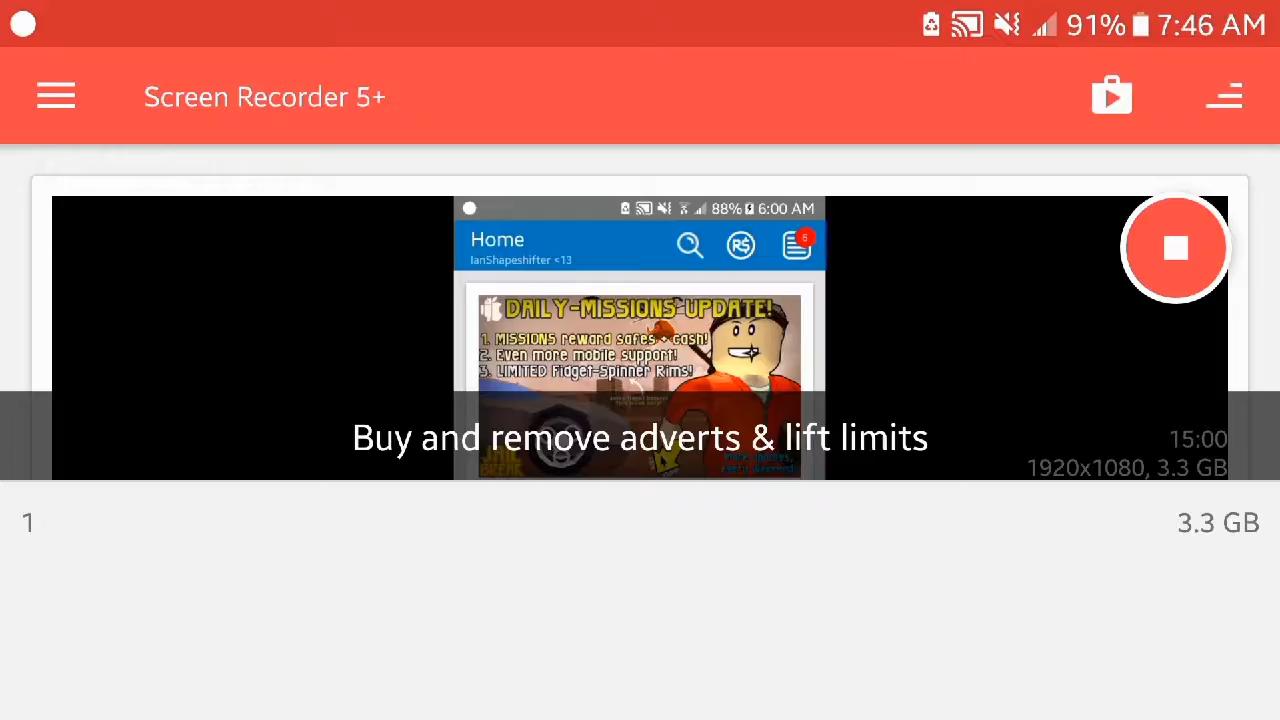 91% 7:46 AM
Screen Recorder 5+
88% 6:00 AM
Home
IanShapeshifter <13
R$
6
DAILY-MISSIONS UPDATE!
1. MISSIONS reward safes + cash!
2. Even more mobile support!
3. LIMITED Fidget-Spinner Rims!
Buy and remove adverts & lift limits
15:00
1920x1080, 3.3 GB
1
3.3 GB